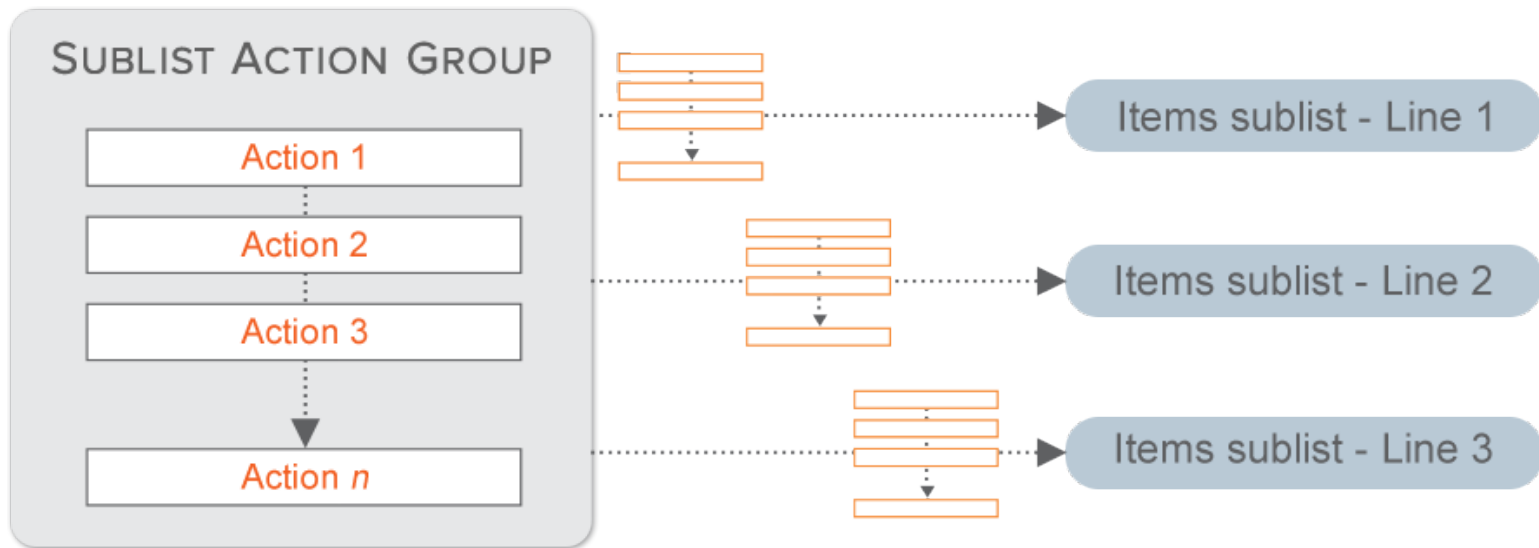 SUBLIST ACTION GROUP
Action 1
Action 2
Action 3
Action n
Items sublist - Line 1
Items sublist - Line 2
Items sublist - Line 3